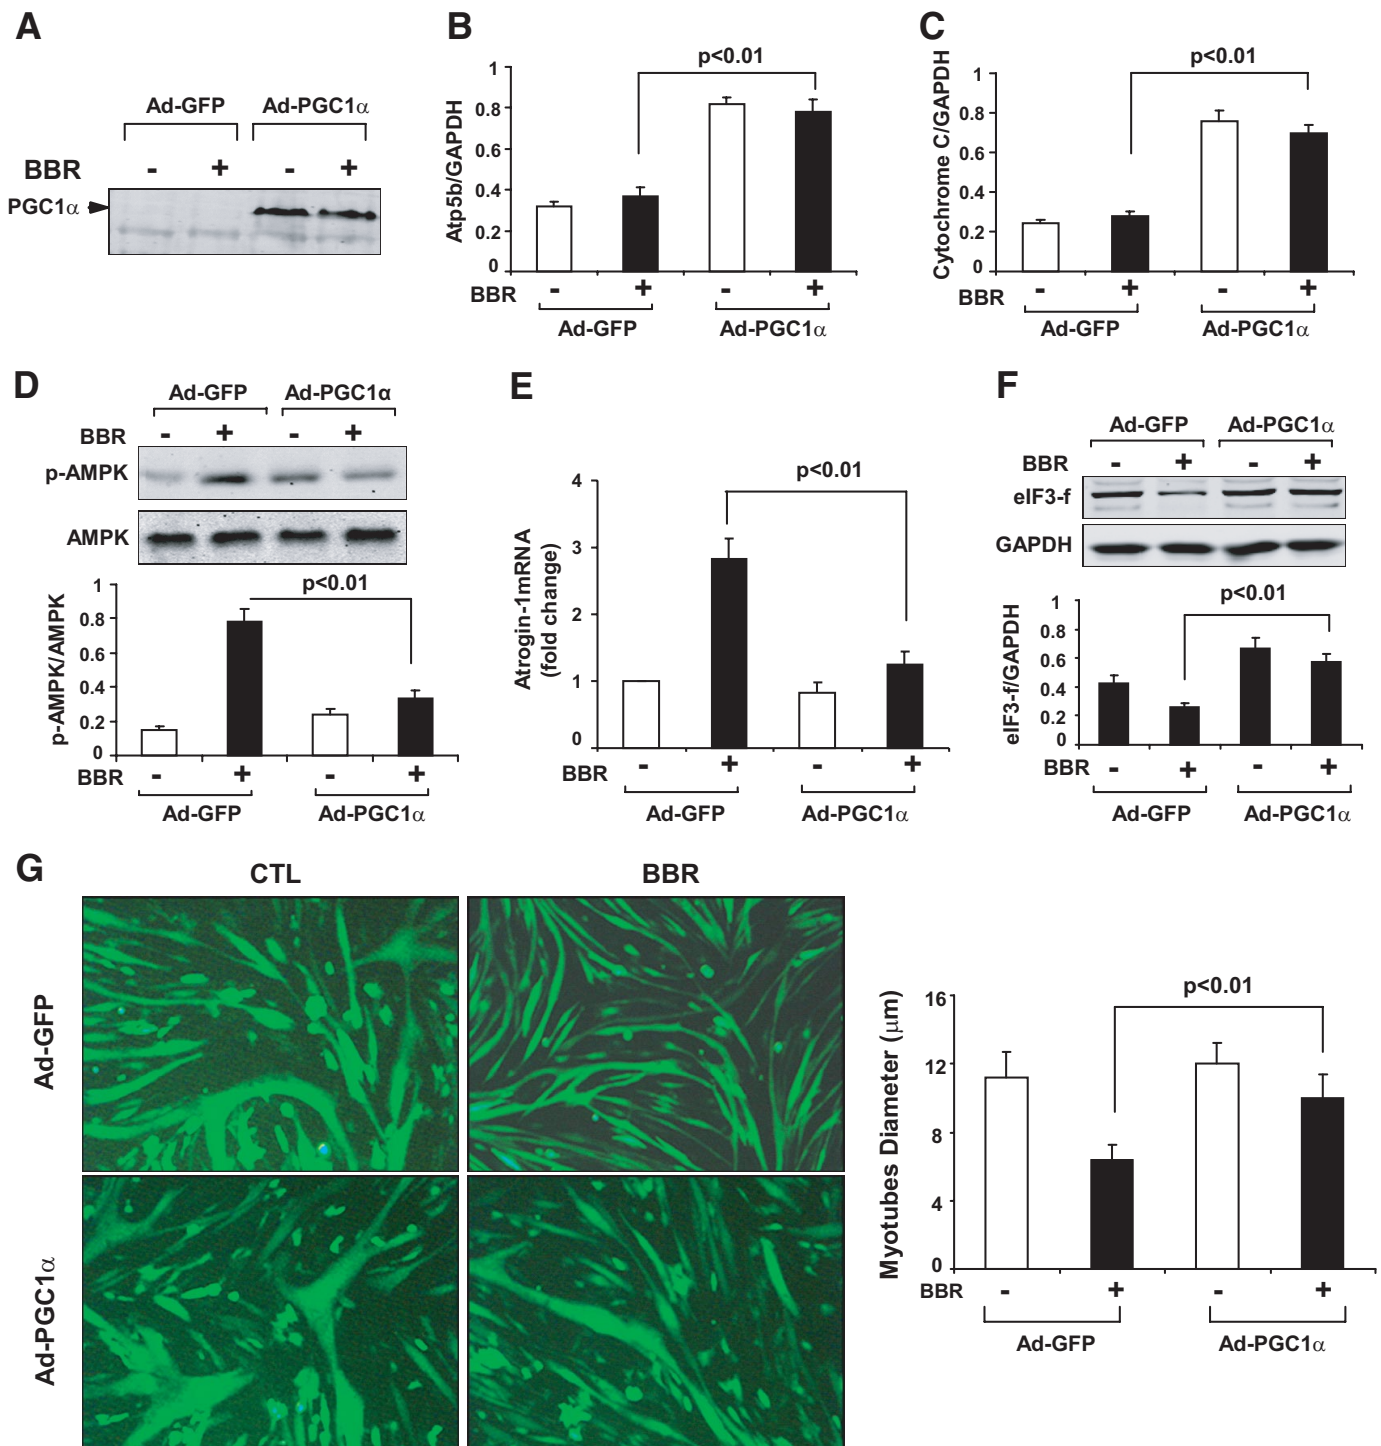 A
Ad-GFP Ad-PGC1α
BBR - + - +
PGC1α
B
p<0.01
Atp5b/GAPDH
1
0.8
0.6
0.4
0.2
0
BBR - + - +
Ad-GFP Ad-PGC1α
C
p<0.01
Cytochrome C/GAPDH
1
0.8
0.6
0.4
0.2
0
BBR - + - +
Ad-GFP Ad-PGC1α
D
Ad-GFP Ad-PGC1α
BBR - + - +
p-AMPK
AMPK
p<0.01
p-AMPK/AMPK
1
0.8
0.6
0.4
0.2
0
BBR - + - +
Ad-GFP Ad-PGC1α
E
p<0.01
Atrogin-1mRNA
(fold change)
4
3
2
1
0
BBR - + - +
Ad-GFP Ad-PGC1α
F
Ad-GFP Ad-PGC1α
BBR - + - +
eIF3-f
GAPDH
p<0.01
eIF3-f/GAPDH
1
0.8
0.6
0.4
0.2
0
BBR - + - +
Ad-GFP Ad-PGC1α
G
CTL BBR
Ad-GFP
Ad-PGC1α
p<0.01
Myotubes Diameter (μm)
16
12
8
4
0
BBR - + - +
Ad-GFP Ad-PGC1α